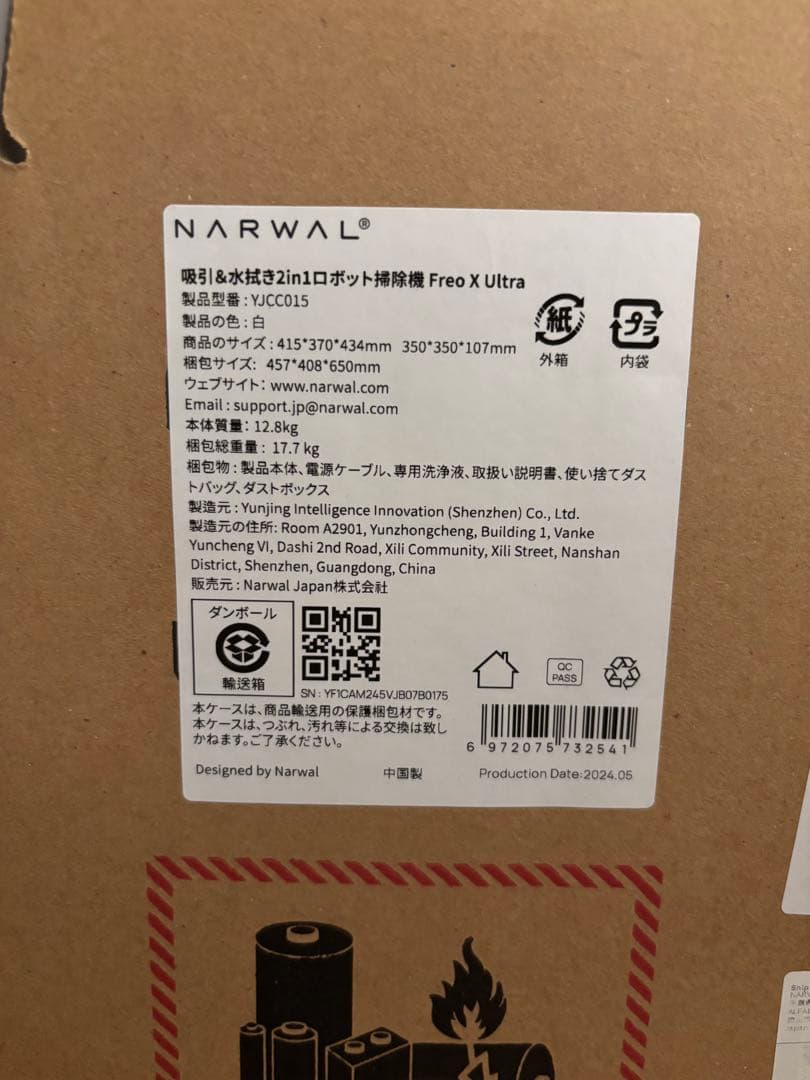 NARWAL®
吸引&水拭き2in1ロボット掃除機 Freo X Ultra
製品型番：YJCC015
製品の色：白
商品のサイズ：415*370*434mm 350*350*107mm
梱包サイズ： 457*408*650mm
ウェブサイト：www.narwal.com
Email：support.jp@narwal.com
本体質量：12.8kg
梱包総重量：17.7 kg
梱包物：製品本体、電源ケーブル、専用洗浄液、取扱い説明書、使い捨てダス
トバッグ、ダストボックス
製造元：Yunjing Intelligence Innovation (Shenzhen) Co., Ltd.
製造元の住所：Room A2901, Yunzhongcheng, Building 1, Vanke
Yuncheng VI, Dashi 2nd Road, Xili Community, Xili Street, Nanshan
District, Shenzhen, Guangdong, China
販売元：Narwal Japan株式会社
紙
外箱
プラ
内袋
ダンボール
輸送箱
SN：YF1CAM245VJB07B0175
QC
PASS
本ケースは、商品輸送用の保護梱包材です。
本ケースは、つぶれ、汚れ等による交換は致し
かねます。ご了承ください。
6 972075 732541
Designed by Narwal 中国製 Production Date:2024.05
Ship